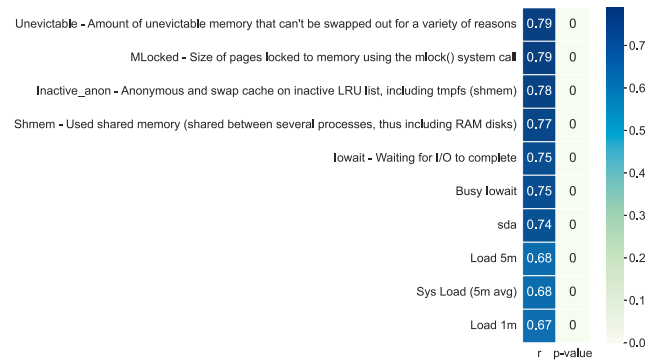 Unevictable - Amount of unevictable memory that can't be swapped out for a variety of reasons 0.79 0
MLocked - Size of pages locked to memory using the mlock() system call 0.79 0
Inactive_anon - Anonymous and swap cache on inactive LRU list, including tmpfs (shmem) 0.78 0
Shmem - Used shared memory (shared between several processes, thus including RAM disks) 0.77 0
Iowait - Waiting for I/O to complete 0.75 0
Busy Iowait 0.75 0
sda 0.74 0
Load 5m 0.68 0
Sys Load (5m avg) 0.68 0
Load 1m 0.67 0
r p-value
0.7
0.6
0.5
0.4
0.3
0.2
0.1
0.0